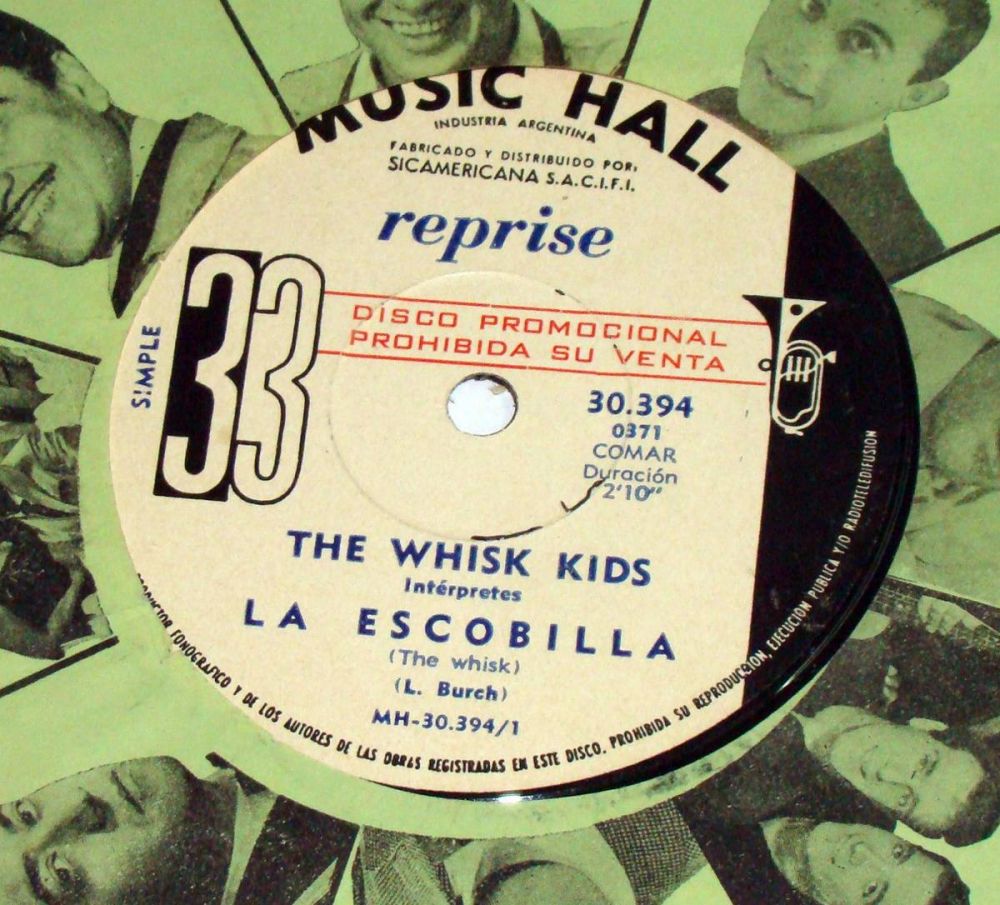 MUSIC HALL
INDUSTRIA ARGENTINA
FABRICADO Y DISTRIBUIDO POR:
SICAMERICANA S.A.C.I.F.I.
reprise
33
SIMPLE
DISCO PROMOCIONAL
PROHIBIDA SU VENTA
30.394
0371
COMAR
Duración
2'10"
THE WHISK KIDS
Intérpretes
LA ESCOBILLA
(The whisk)
(L. Burch)
MH-30.394/1
FONOGRAFICO Y DE LOS AUTORES DE LAS OBRAS REGISTRADAS EN ESTE DISCO. PROHIBIDA SU REPRODUCCION, EJECUCION PUBLICA Y/O RADIOTELEDIFUSION